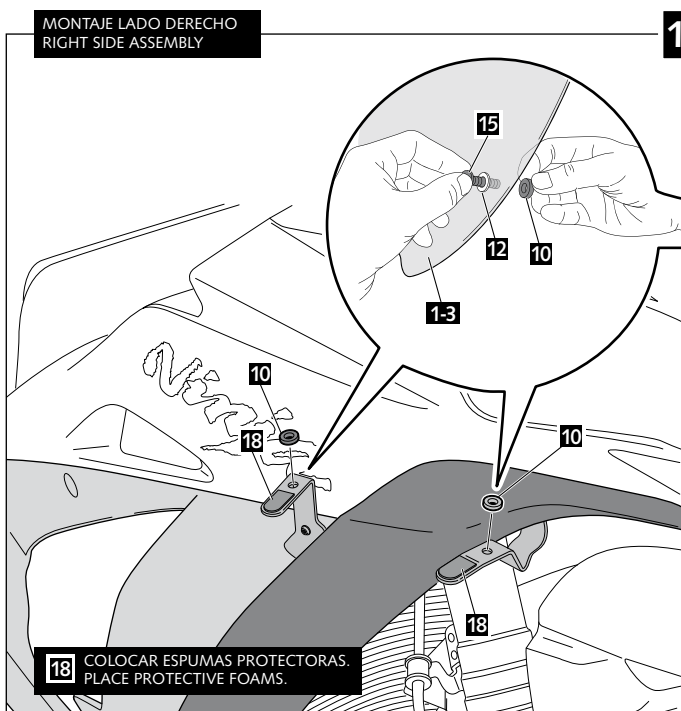 MONTAJE LADO DERECHO
RIGHT SIDE ASSEMBLY
1
15
12
10
1-3
10
18
Ninja
10
18
18 COLOCAR ESPUMAS PROTECTORAS.
PLACE PROTECTIVE FOAMS.